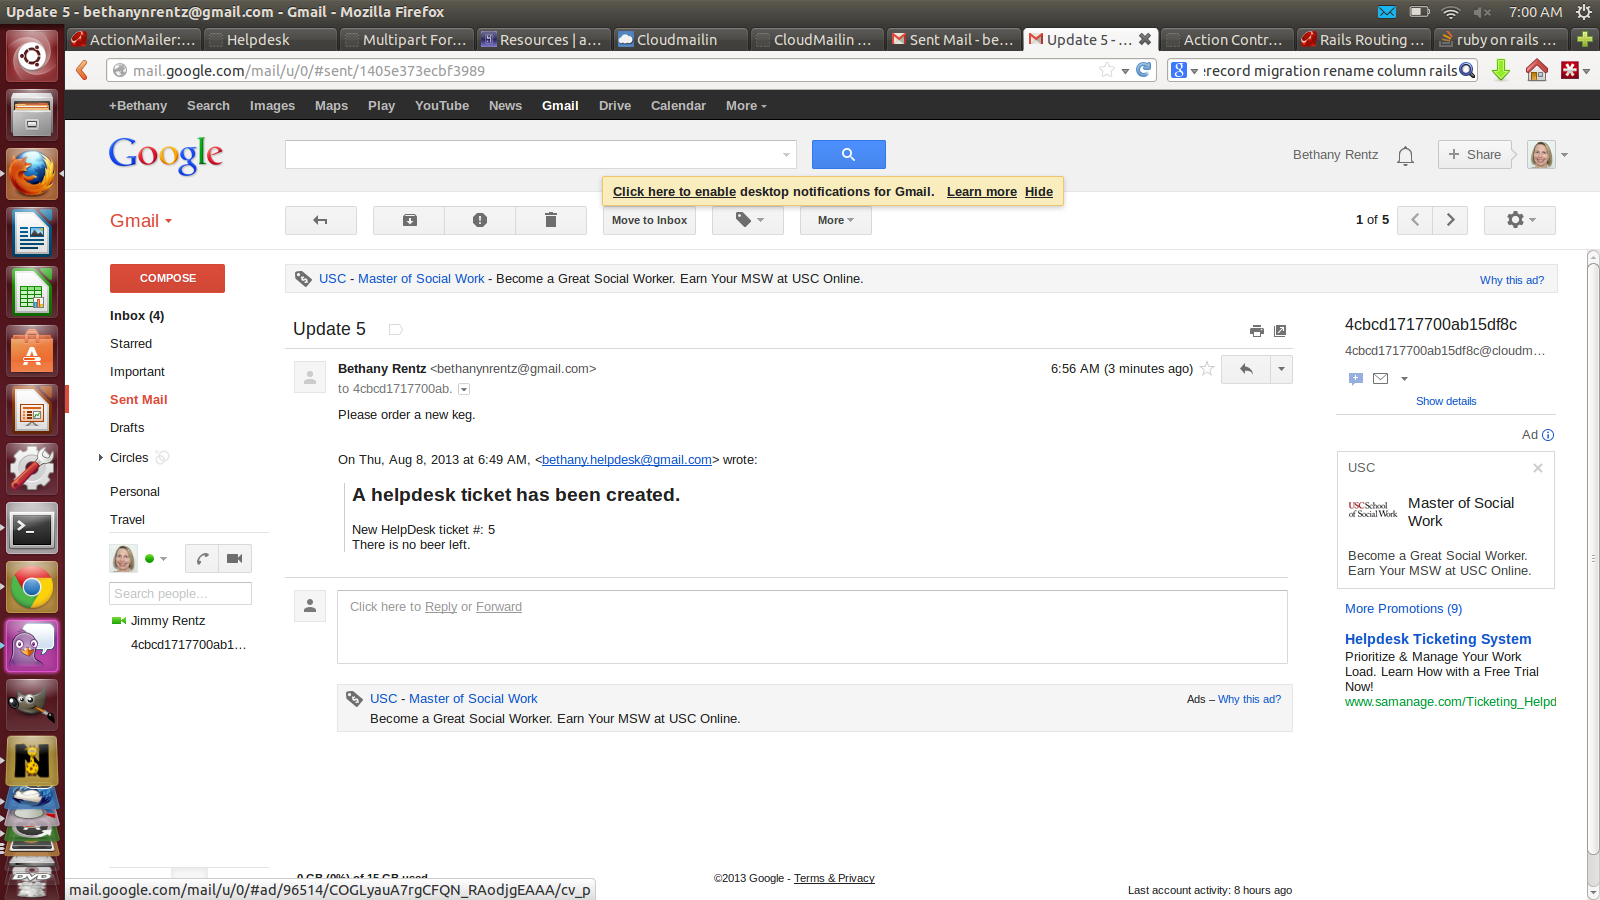 Update 5 - bethanynrentz@gmail.com - Gmail - Mozilla Firefox
7:00 AM
ActionMailer:...
Helpdesk
Multipart For...
Resources | a...
Cloudmailin
CloudMailin ...
Sent Mail - be...
Update 5 - ...
Action Contr...
Rails Routing ...
ruby on rails ...
mail.google.com/mail/u/0/#sent/1405e373ecbf3989
record migration rename column rails
+Bethany Search Images Maps Play YouTube News Gmail Drive Calendar More
Google
Bethany Rentz
+ Share
Click here to enable desktop notifications for Gmail. Learn more Hide
Gmail
Move to Inbox
More
1 of 5
COMPOSE
USC - Master of Social Work - Become a Great Social Worker. Earn Your MSW at USC Online.
Why this ad?
Inbox (4)
Starred
Important
Sent Mail
Drafts
Circles
Personal
Travel
Search people...
Jimmy Rentz
4cbcd1717700ab1...
Update 5
Bethany Rentz <bethanynrentz@gmail.com>
6:56 AM (3 minutes ago)
to 4cbcd1717700ab.
Please order a new keg.
On Thu, Aug 8, 2013 at 6:49 AM, <bethany.helpdesk@gmail.com> wrote:
A helpdesk ticket has been created.
New HelpDesk ticket #: 5
There is no beer left.
Click here to Reply or Forward
USC - Master of Social Work
Ads – Why this ad?
Become a Great Social Worker. Earn Your MSW at USC Online.
4cbcd1717700ab15df8c
4cbcd1717700ab15df8c@cloudm...
Show details
Ad
USC
USC School
of Social Work
Master of Social
Work
Become a Great Social Worker.
Earn Your MSW at USC Online.
More Promotions (9)
Helpdesk Ticketing System
Prioritize & Manage Your Work
Load. Learn How with a Free Trial
Now!
www.samanage.com/Ticketing_Helpd
0 GB (0%) of 15 GB used
©2013 Google - Terms & Privacy
Last account activity: 8 hours ago
mail.google.com/mail/u/0/#ad/96514/COGLyauA7rgCFQN_RAodjgEAAA/cv_p